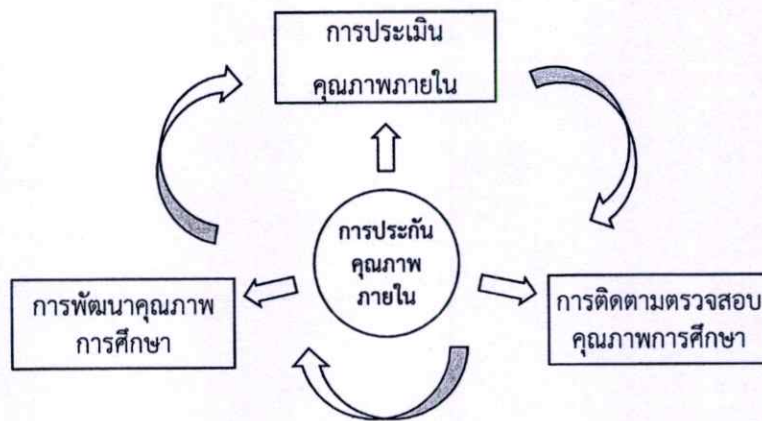 การประเมิน
คุณภาพภายใน
การประกัน
คุณภาพ
ภายใน
การพัฒนาคุณภาพ
การศึกษา
การติดตามตรวจสอบ
คุณภาพการศึกษา